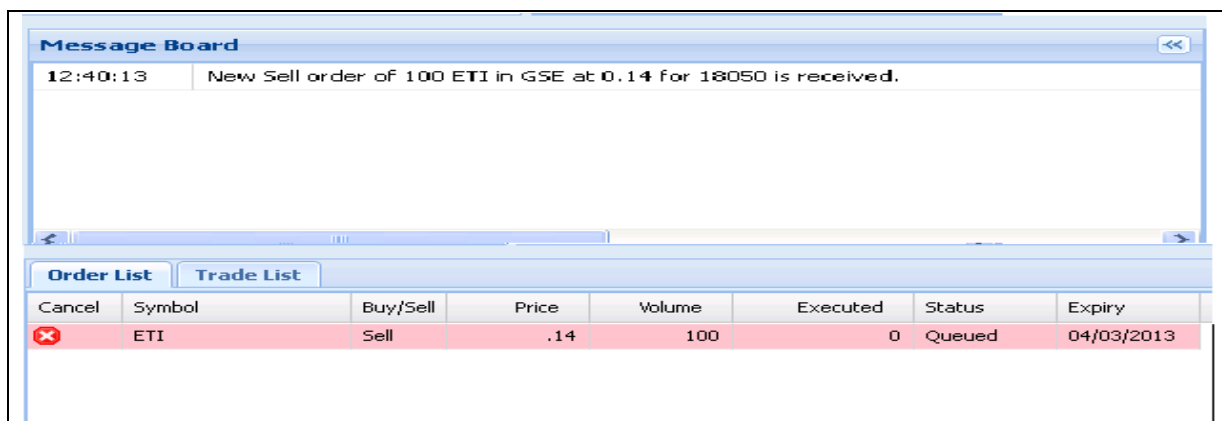 Message Board
12:40:13 New Sell order of 100 ETI in GSE at 0.14 for 18050 is received.
Order List Trade List
Cancel Symbol Buy/Sell Price Volume Executed Status Expiry
ETI Sell .14 100 0 Queued 04/03/2013